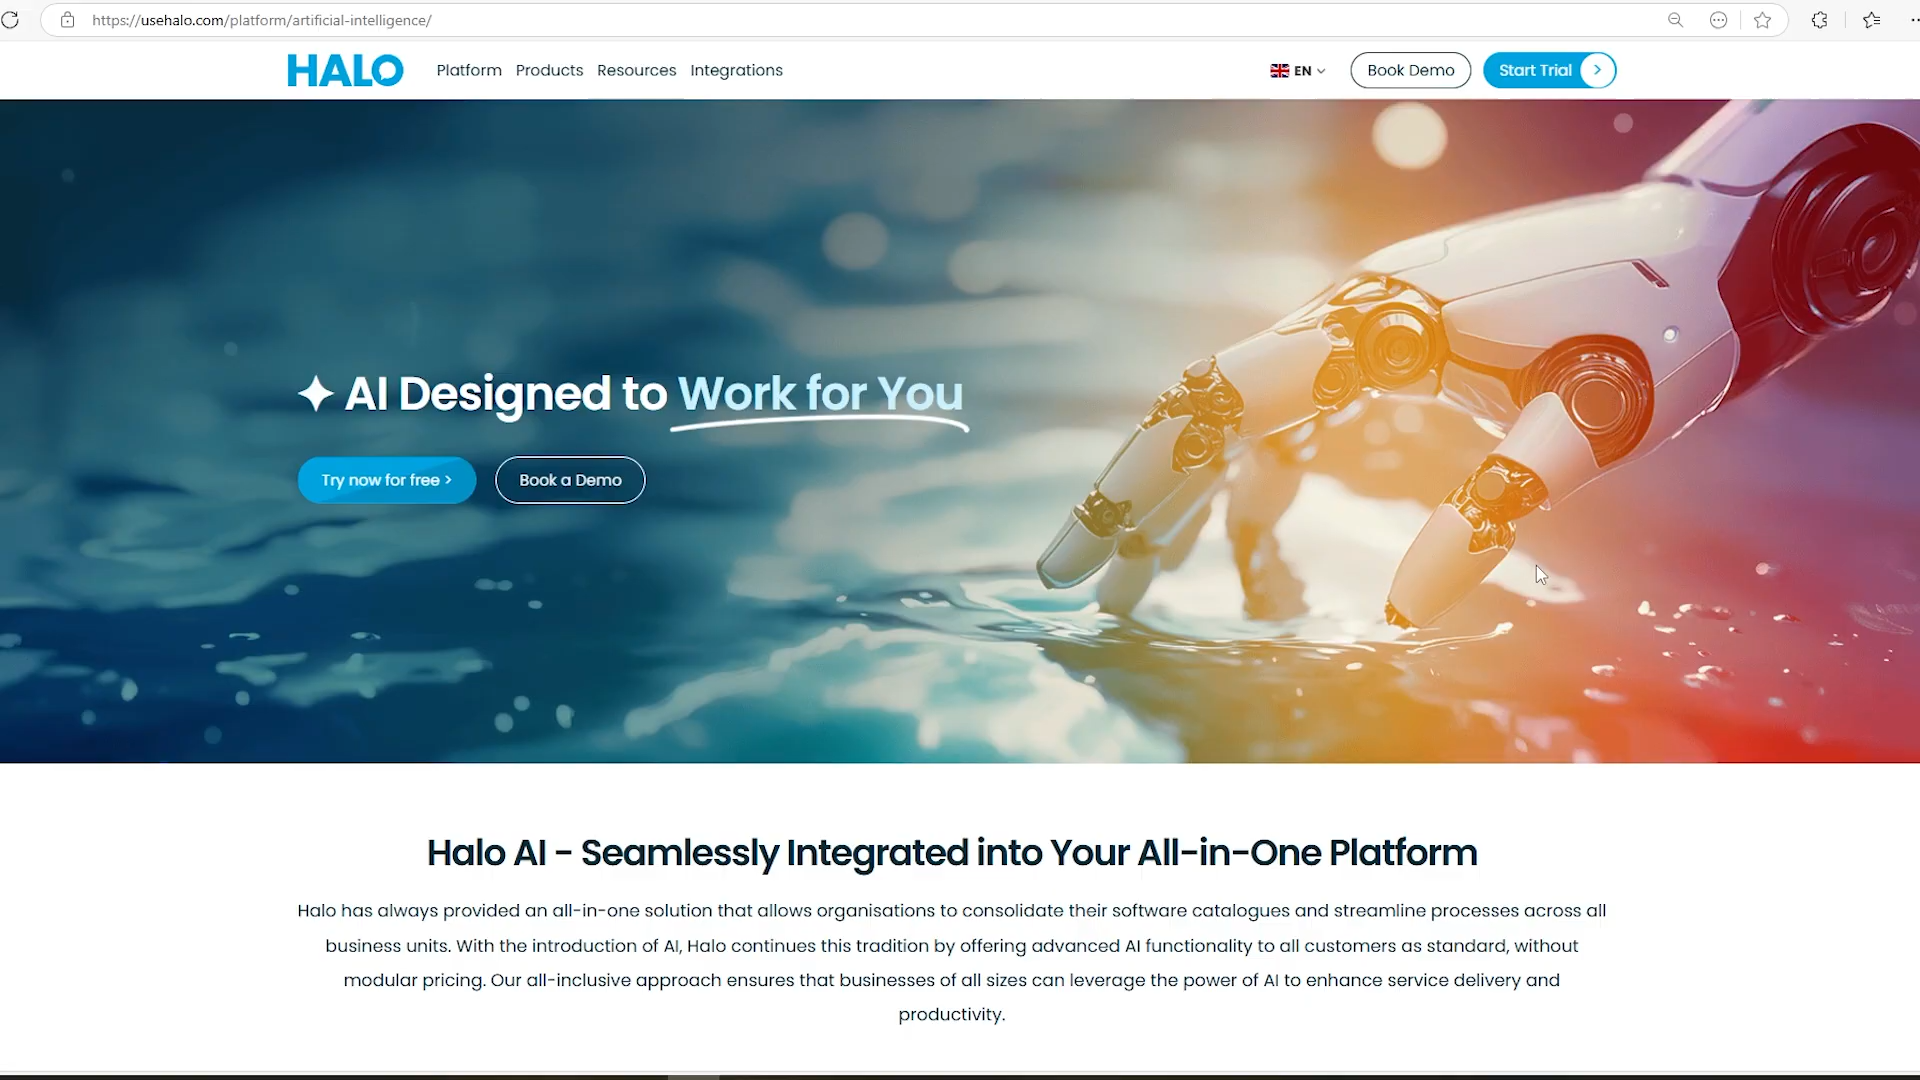 https://usehalo.com/platform/artificial-intelligence/
HALO Platform Products Resources Integrations EN Book Demo Start Trial >
AI Designed to Work for You
Try now for free > Book a Demo
Halo AI - Seamlessly Integrated into Your All-in-One Platform
Halo has always provided an all-in-one solution that allows organisations to consolidate their software catalogues and streamline processes across all
business units. With the introduction of AI, Halo continues this tradition by offering advanced AI functionality to all customers as standard, without
modular pricing. Our all-inclusive approach ensures that businesses of all sizes can leverage the power of AI to enhance service delivery and
productivity.